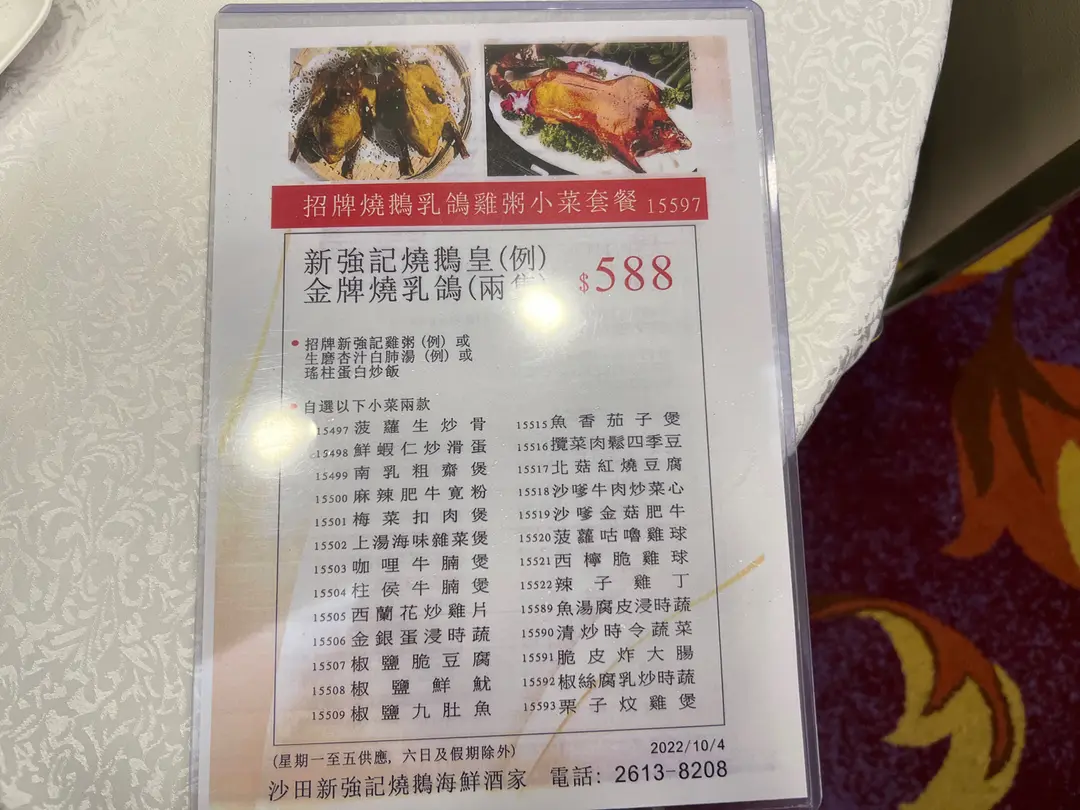 招牌燒鵝乳鴿雞粥小菜套餐 15597
新強記燒鵝皇(例)
金牌燒乳鴿(兩隻)
$588
招牌新強記雞粥 (例) 或
生磨杏汁白肺湯 (例) 或
瑤柱蛋白炒飯
自選以下小菜兩款
15497 菠蘿生炒骨
15498 鮮蝦仁炒滑蛋
15499 南乳粗齋煲
15500 麻辣肥牛寬粉
15501 梅菜扣肉煲
15502 上湯海味雜菜煲
15503 咖哩牛腩煲
15504 柱侯牛腩煲
15505 西蘭花炒雞片
15506 金銀蛋浸時蔬
15507 椒鹽脆豆腐
15508 椒鹽鮮魷
15509 椒鹽九肚魚
15515 魚香茄子煲
15516 欖菜肉鬆四季豆
15517 北菇紅燒豆腐
15518 沙嗲牛肉炒菜心
15519 沙嗲金菇肥牛
15520 菠蘿咕嚕雞球
15521 西檸脆雞球
15522 辣子雞丁
15589 魚湯腐皮浸時蔬
15590 清炒時令蔬菜
15591 脆皮炸大腸
15592 椒絲腐乳炒時蔬
15593 栗子炆雞煲
(星期一至五供應, 六日及假期除外)
2022/10/4
沙田新強記燒鵝海鮮酒家 電話: 2613-8208